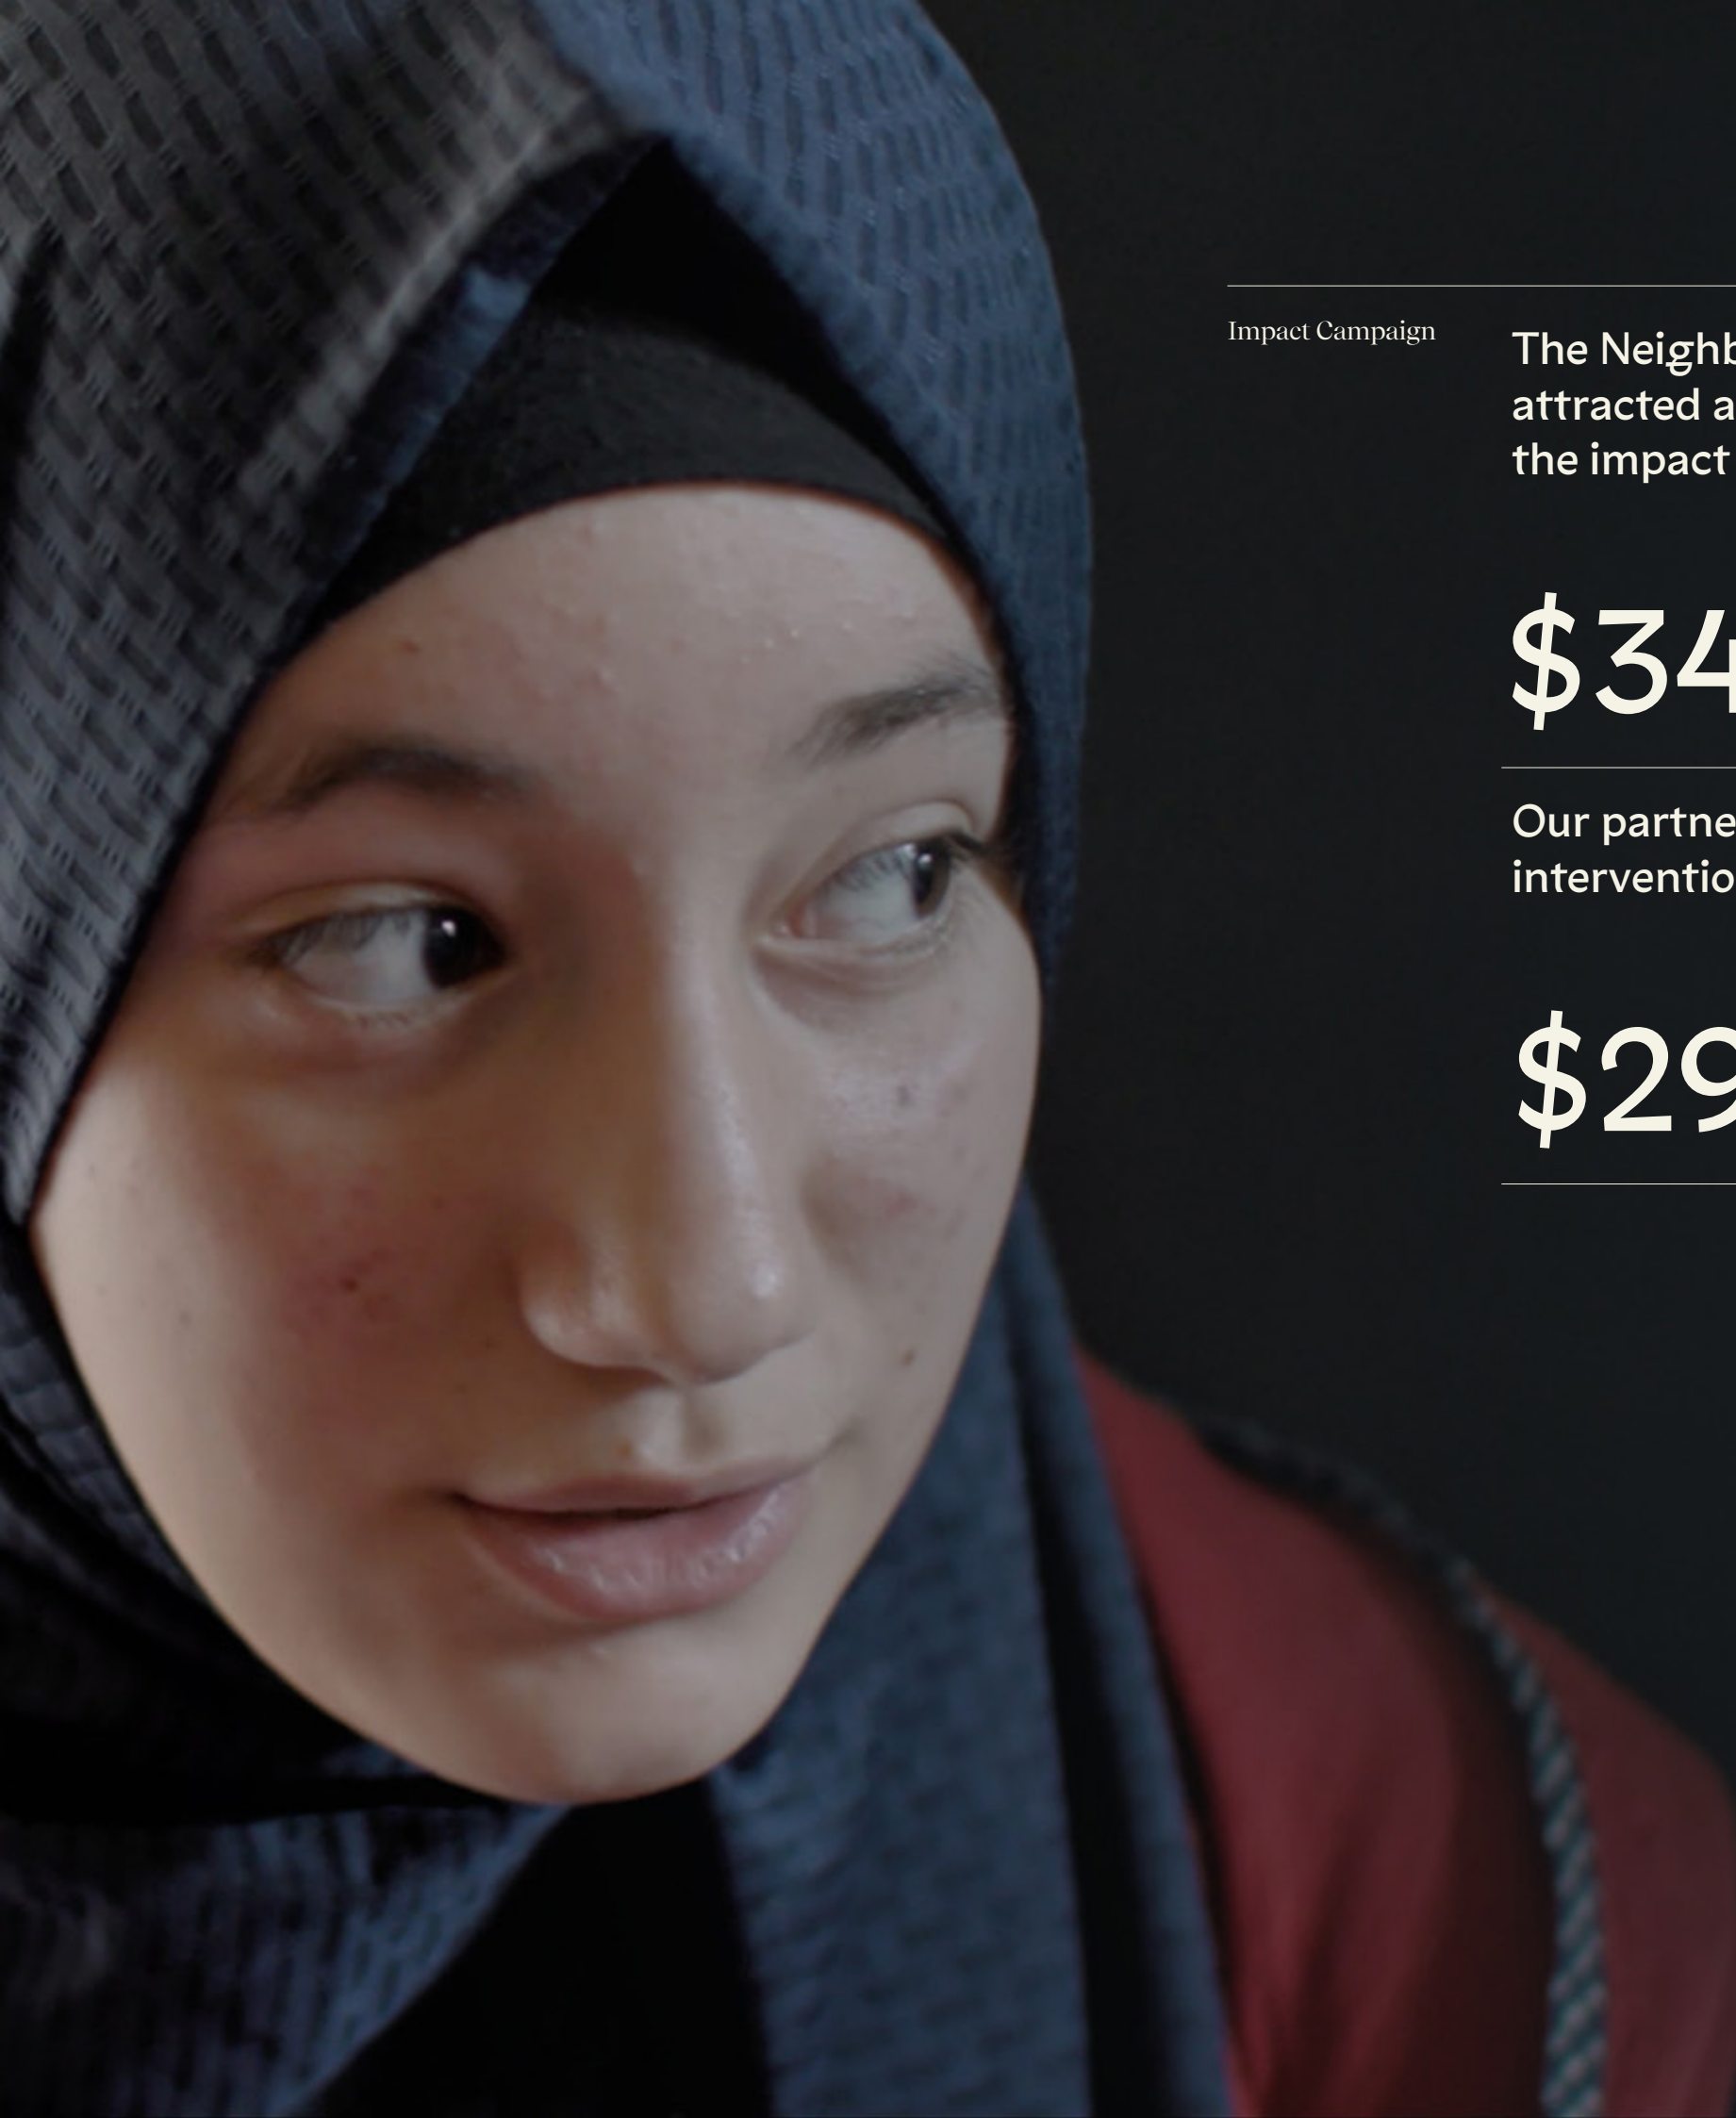 Impact Campaign
The Neighb
attracted a
the impact
$34
Our partne
interventio
$29